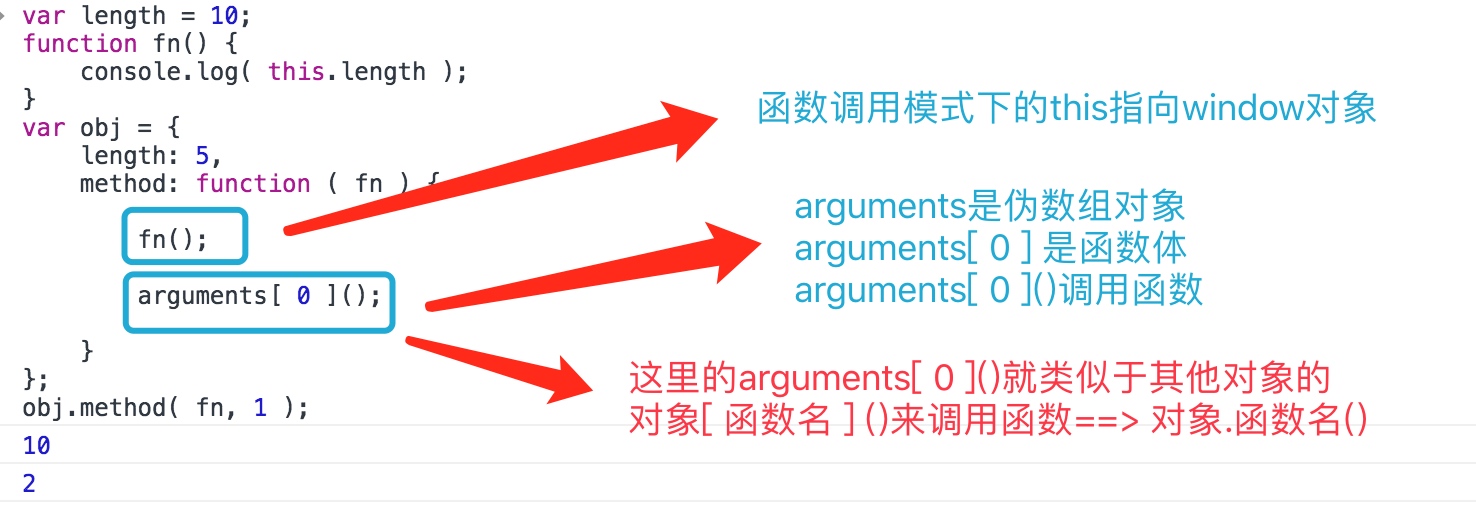 var length = 10;
function fn() {
    console.log( this.length );
}
var obj = {
    length: 5,
    method: function ( fn ) {
        fn();
        arguments[ 0 ]();
    }
};
obj.method( fn, 1 );
10
2
函数调用模式下的this指向window对象
arguments是伪数组对象
arguments[ 0 ] 是函数体
arguments[ 0 ]()调用函数
这里的arguments[ 0 ]()就类似于其他对象的
对象[ 函数名 ] ()来调用函数==> 对象.函数名()